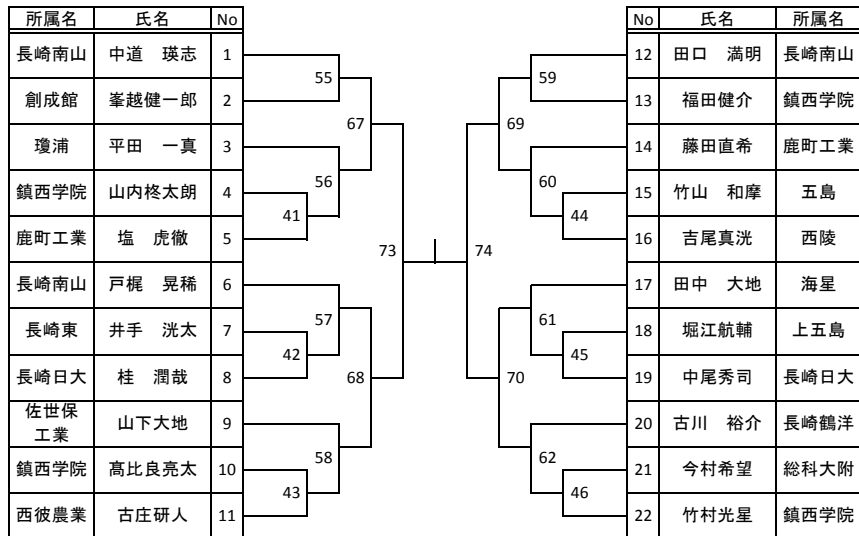 所属名 氏名 No
長崎南山 中道 瑛志 1
創成館 峯越健一郎 2
瓊浦 平田 一真 3
鎮西学院 山内柊太朗 4
鹿町工業 塩 虎徹 5
長崎南山 戸梶 晃稀 6
長崎東 井手 洸太 7
長崎日大 桂 潤哉 8
佐世保
工業 山下大地 9
鎮西学院 髙比良亮太 10
西彼農業 古庄研人 11
55
67
56
41
73
57
42
68
58
43
59
69
60
44
74
61
45
70
62
46
No 氏名 所属名
12 田口 満明 長崎南山
13 福田健介 鎮西学院
14 藤田直希 鹿町工業
15 竹山 和摩 五島
16 吉尾真洸 西陵
17 田中 大地 海星
18 堀江航輔 上五島
19 中尾秀司 長崎日大
20 古川 裕介 長崎鶴洋
21 今村希望 総科大附
22 竹村光星 鎮西学院